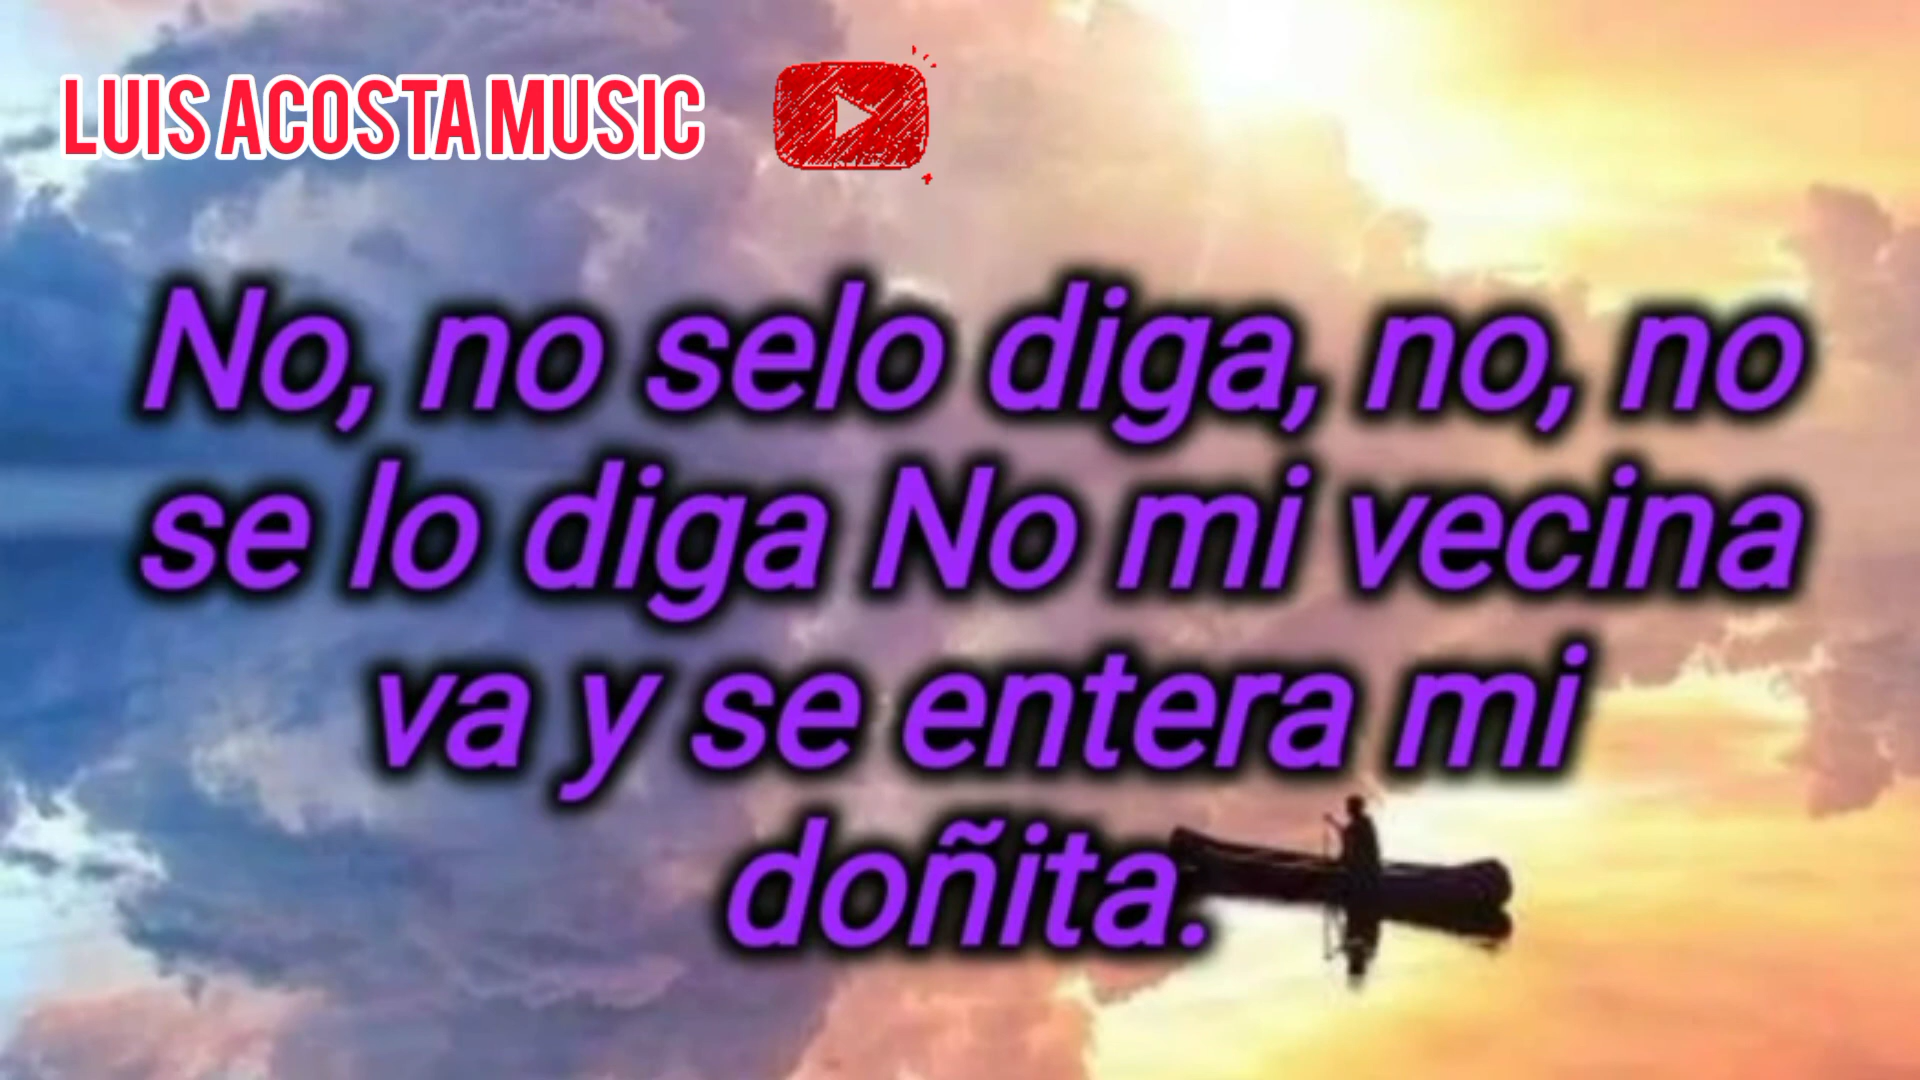 LUIS ACOSTA MUSIC
No, no selo diga, no, no
se lo diga No mi vecina
va y se entera mi
doñita.